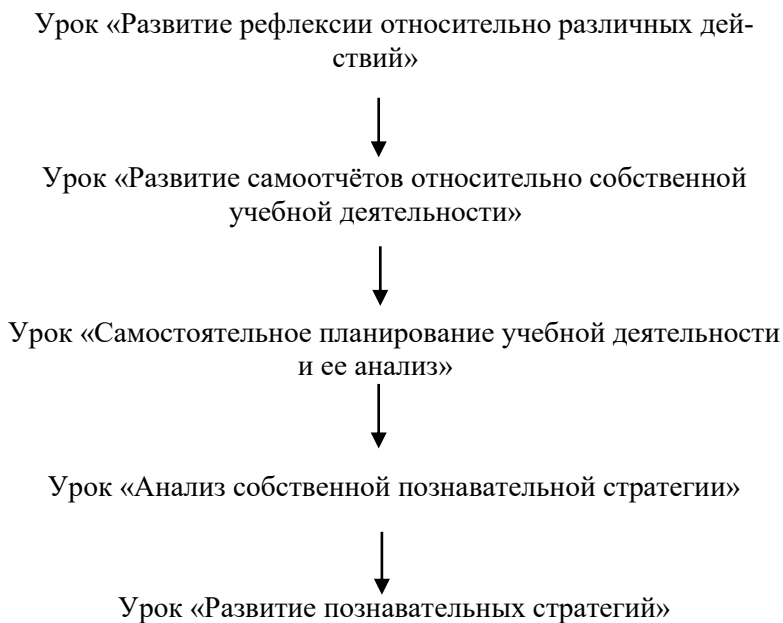 Урок «Развитие рефлексии относительно различных дей-
ствий»
Урок «Развитие самоотчётов относительно собственной
учебной деятельности»
Урок «Самостоятельное планирование учебной деятельности
и ее анализ»
Урок «Анализ собственной познавательной стратегии»
Урок «Развитие познавательных стратегий»